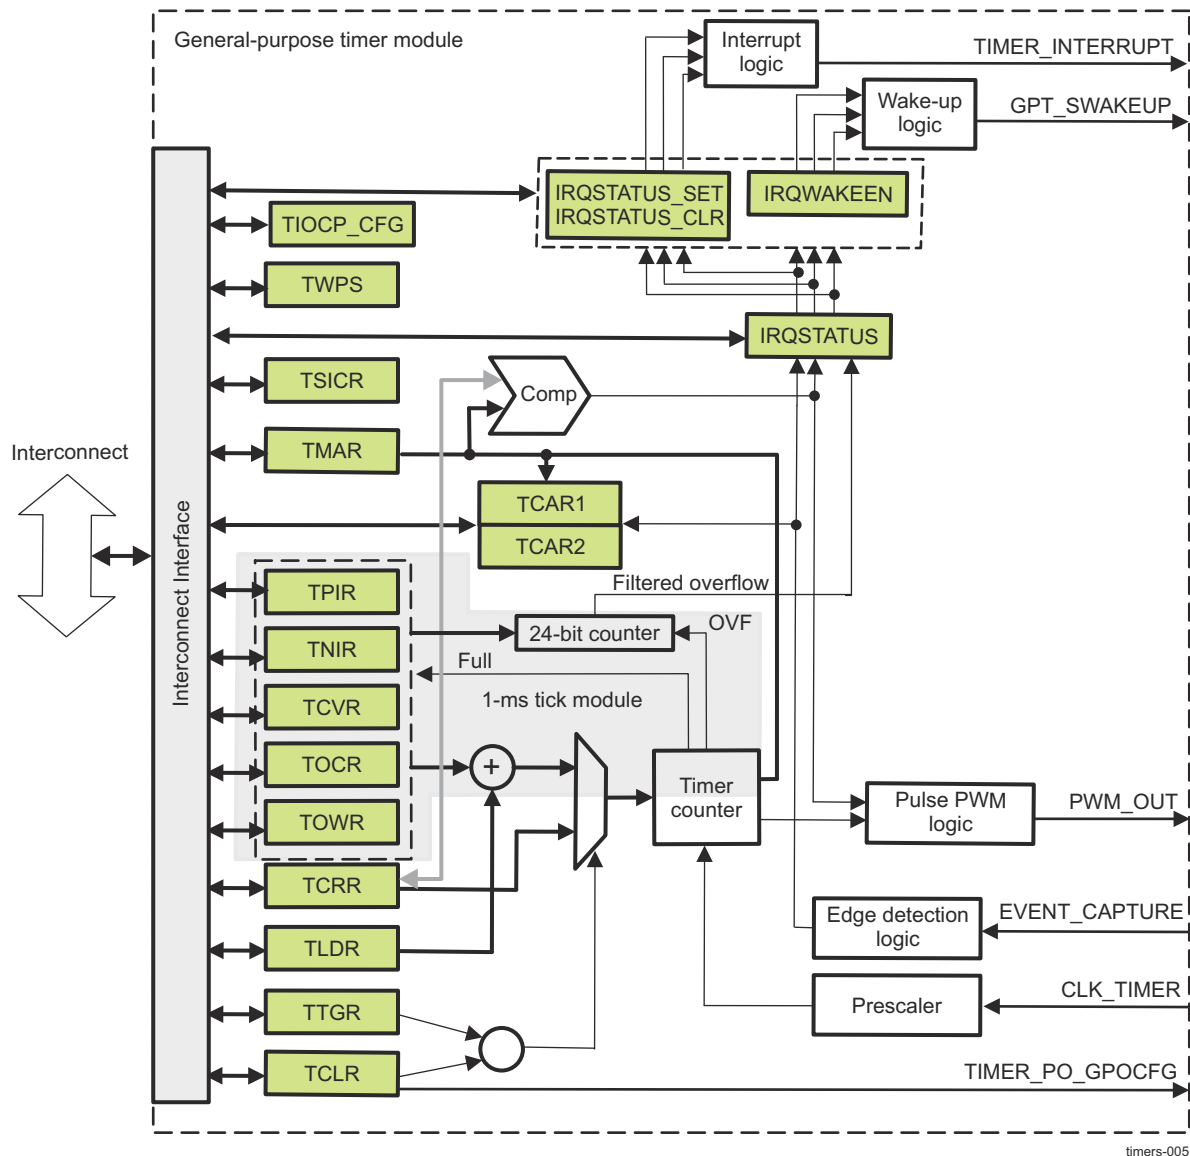 General-purpose timer module
Interrupt
logic
TIMER_INTERRUPT
Wake-up
logic
GPT_SWAKEUP
IRQSTATUS_SET
IRQSTATUS_CLR
IRQWAKEEN
TIOCP_CFG
TWPS
IRQSTATUS
TSICR
Comp
TMAR
Interconnect
Interconnect Interface
TCAR1
TCAR2
TPIR
Filtered overflow
24-bit counter
OVF
TNIR
Full
1-ms tick module
TCVR
TOCR
+
Timer
counter
Pulse PWM
logic
PWM_OUT
TOWR
TCRR
Edge detection
logic
EVENT_CAPTURE
TLDR
Prescaler
CLK_TIMER
TTGR
TCLR
TIMER_PO_GPOCFG
timers-005